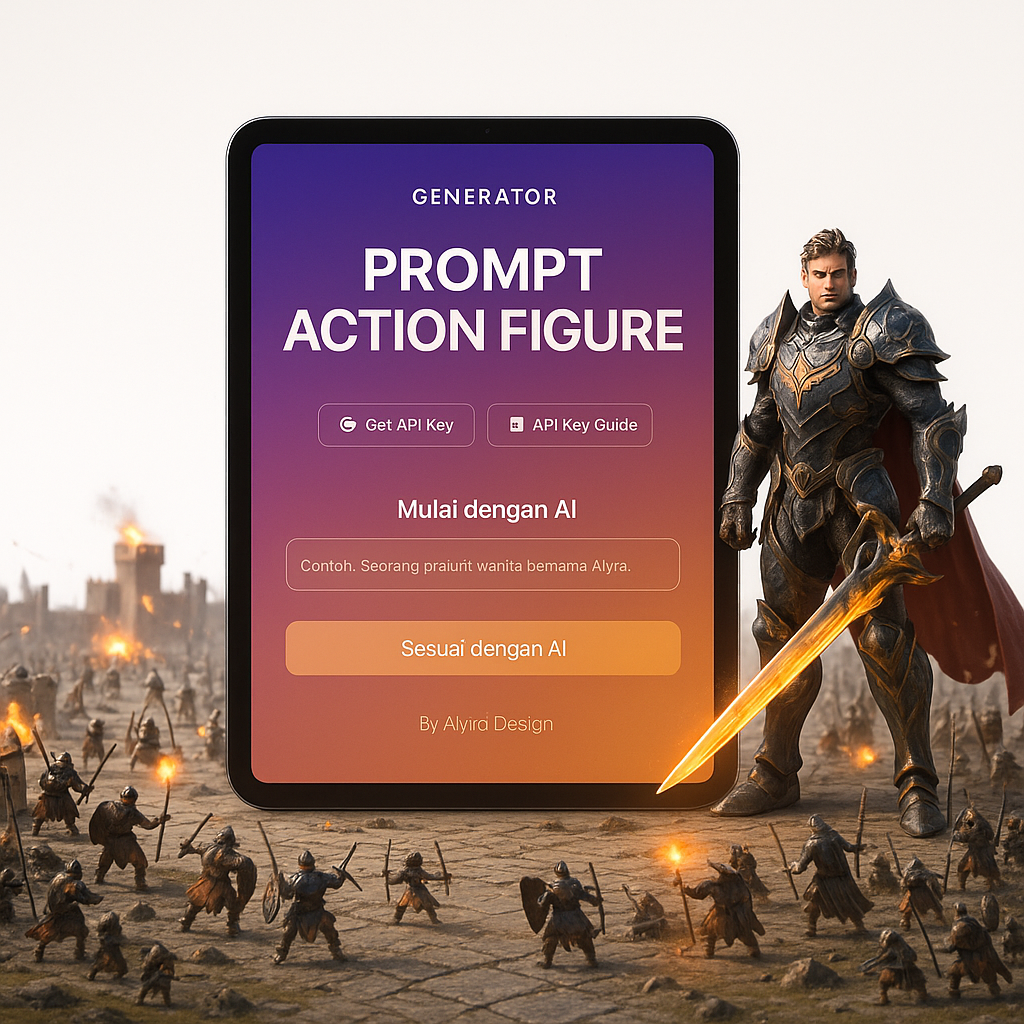 GENERATOR
PROMPT
ACTION FIGURE
Get API Key
API Key Guide
Mulai dengan AI
Contoh. Seorang praiurit wanita bemama Alyra.
Sesuai dengan AI
By Alyird Design